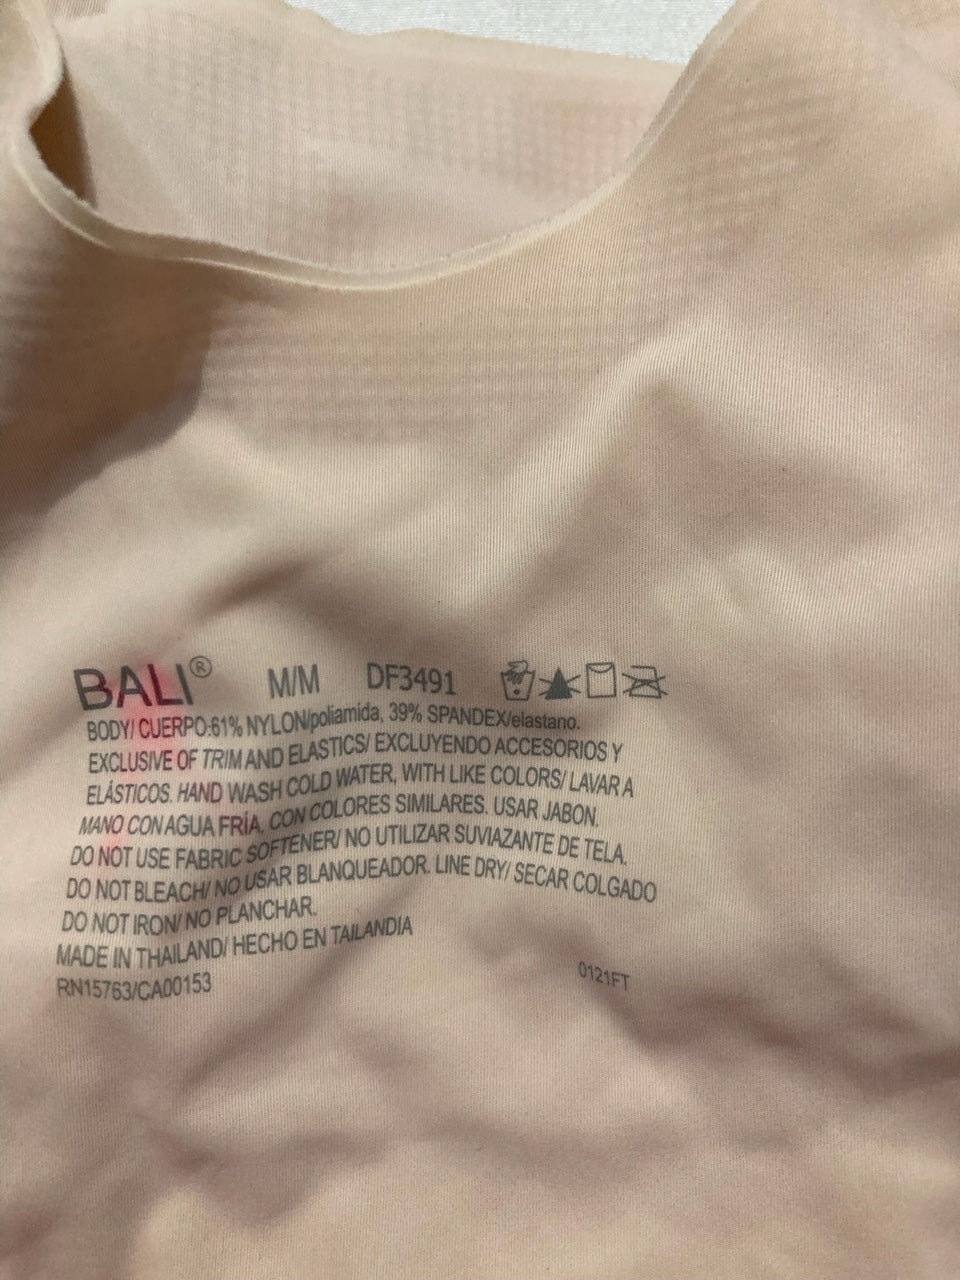 BALI® M/M DF3491
BODY/ CUERPO:61% NYLON/poliamida, 39% SPANDEX/elastano.
EXCLUSIVE OF TRIM AND ELASTICS/ EXCLUYENDO ACCESORIOS Y
ELÁSTICOS. HAND WASH COLD WATER, WITH LIKE COLORS/ LAVAR A
MANO CON AGUA FRÍA, CON COLORES SIMILARES. USAR JABON.
DO NOT USE FABRIC SOFTENER/ NO UTILIZAR SUVIAZANTE DE TELA.
DO NOT BLEACH/ NO USAR BLANQUEADOR. LINE DRY/ SECAR COLGADO
DO NOT IRON/ NO PLANCHAR.
MADE IN THAILAND/ HECHO EN TAILANDIA
RN15763/CA00153 0121FT